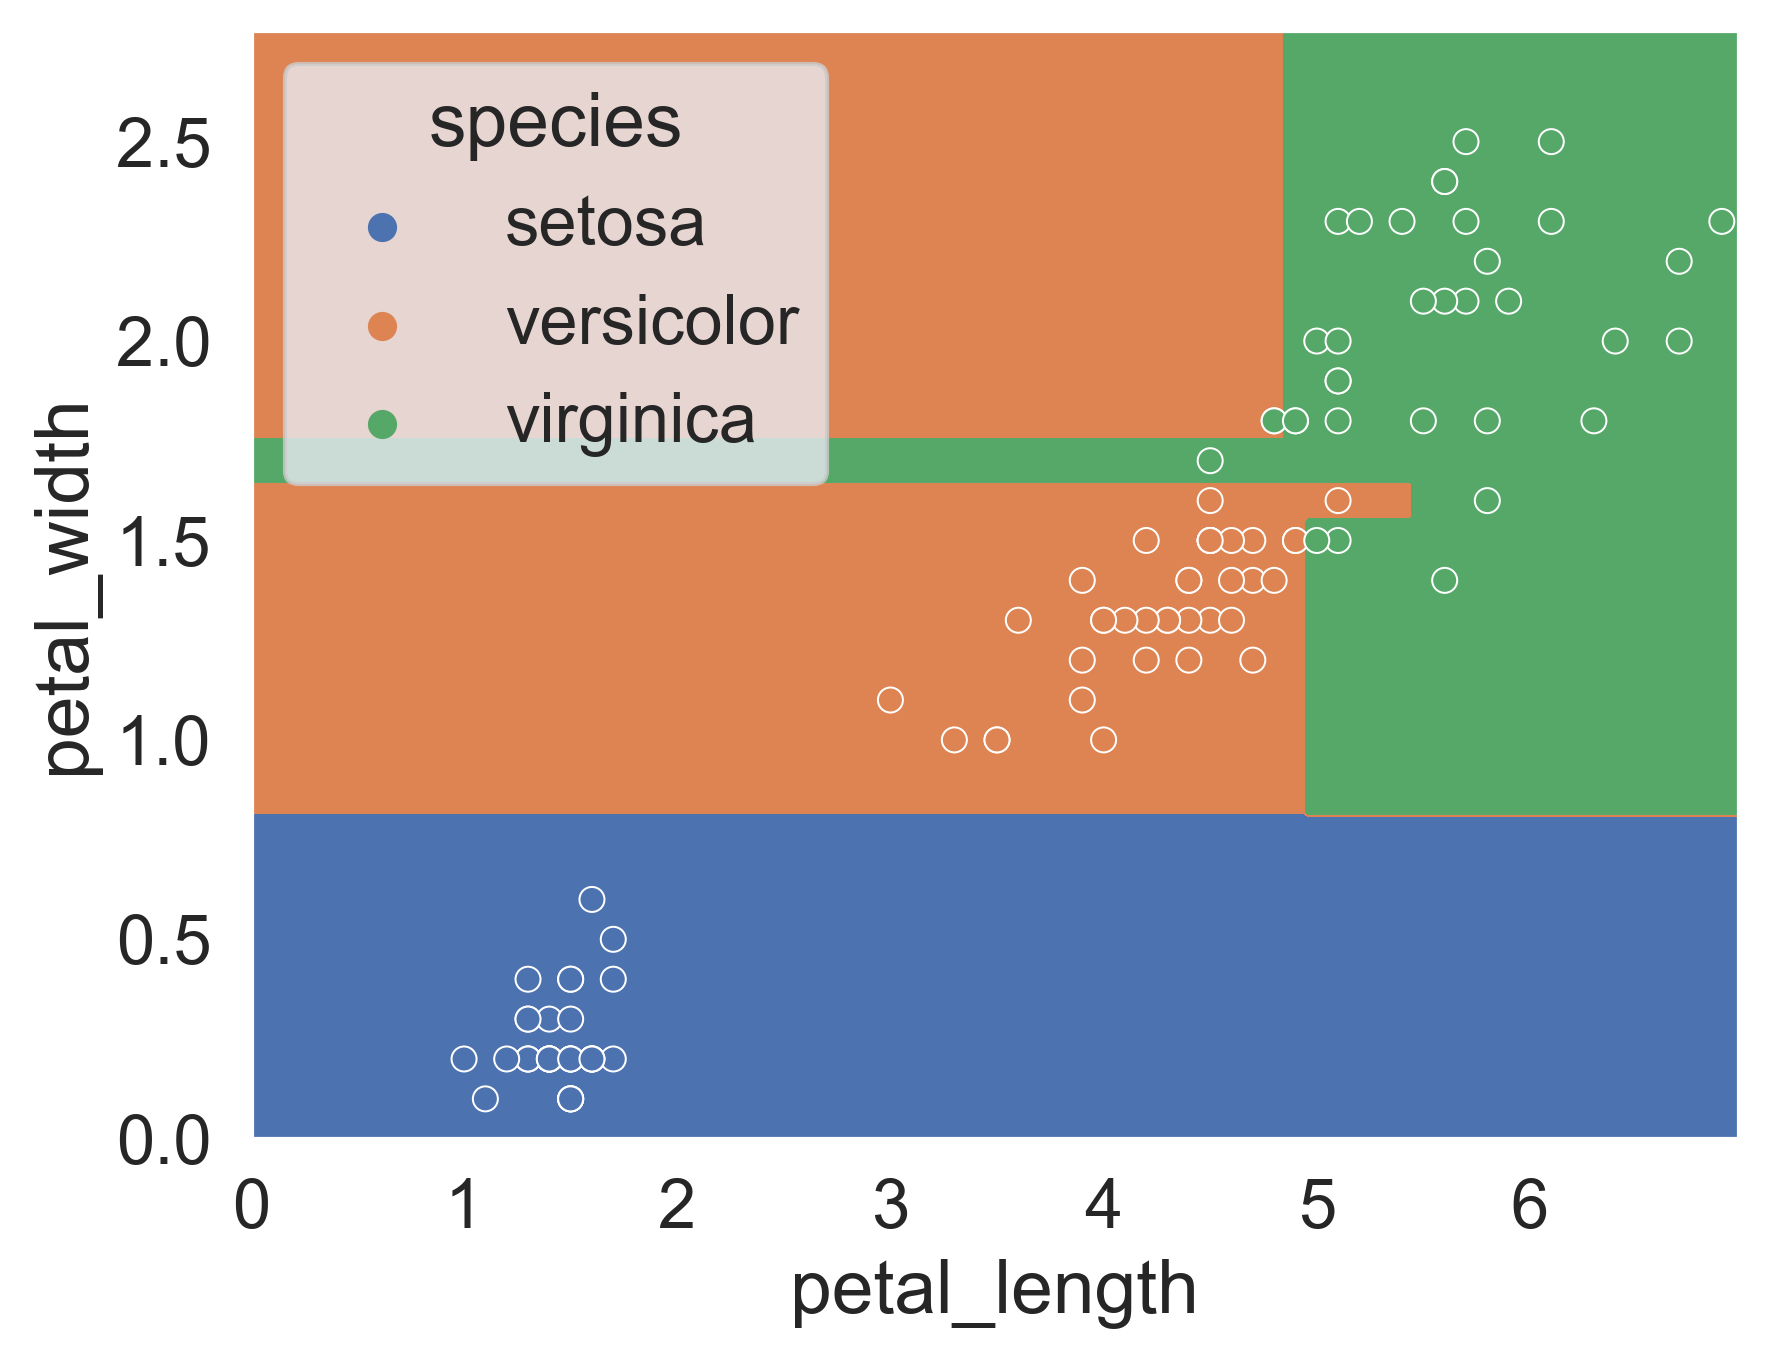 species
setosa
versicolor
virginica
petal_width
2.5
2.0
1.5
1.0
0.5
0.0
0 1 2 3 4 5 6
petal_length